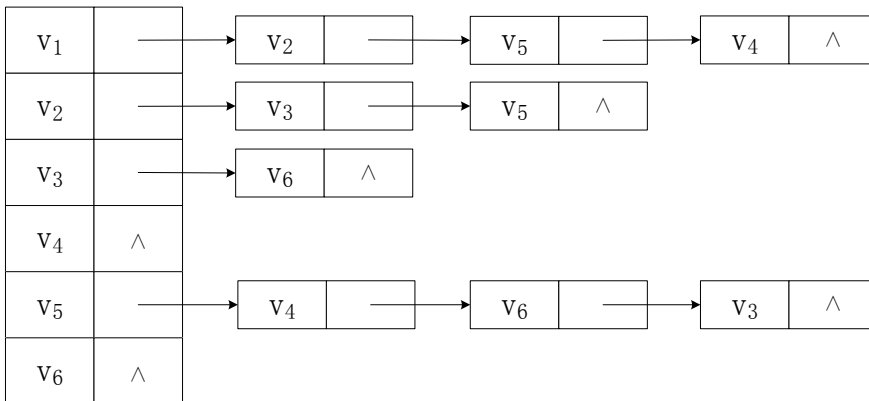 v₁ v₂ v₅ v₄ ∧
v₂ v₃ v₅ ∧
v₃ v₆ ∧
v₄ ∧
v₅ v₄ v₆ v₃ ∧
v₆ ∧